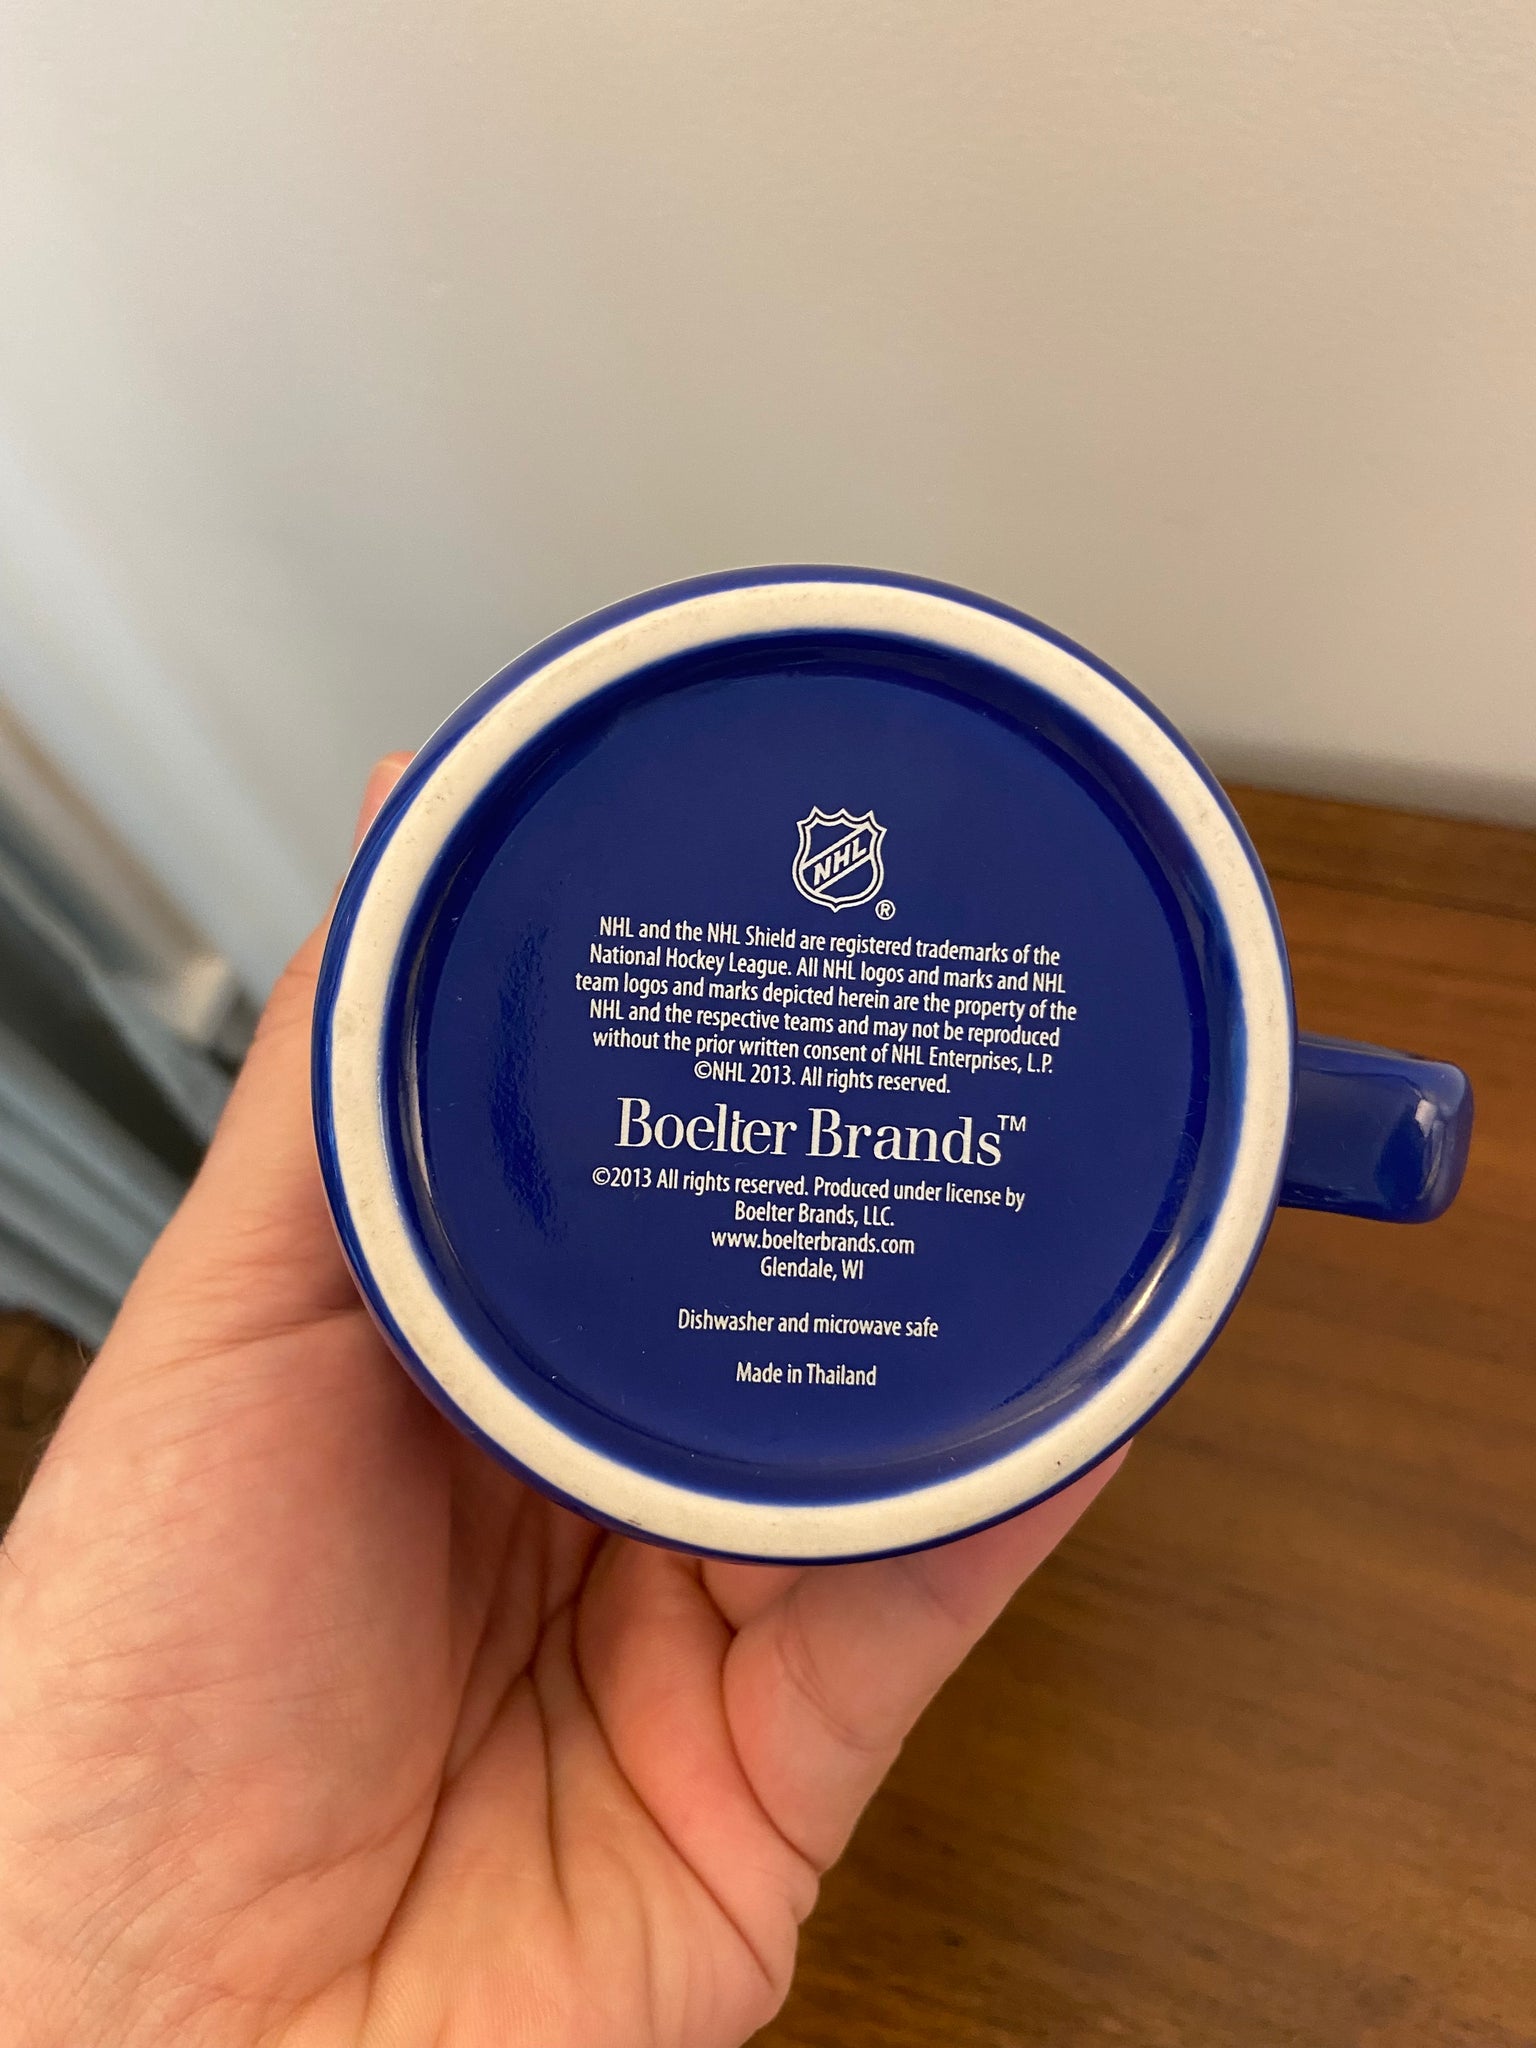 NHL
®
NHL and the NHL Shield are registered trademarks of the
National Hockey League. All NHL logos and marks and NHL
team logos and marks depicted herein are the property of the
NHL and the respective teams and may not be reproduced
without the prior written consent of NHL Enterprises, L.P.
©NHL 2013. All rights reserved.
Boelter Brands™
©2013 All rights reserved. Produced under license by
Boelter Brands, LLC.
www.boelterbrands.com
Glendale, WI
Dishwasher and microwave safe
Made in Thailand